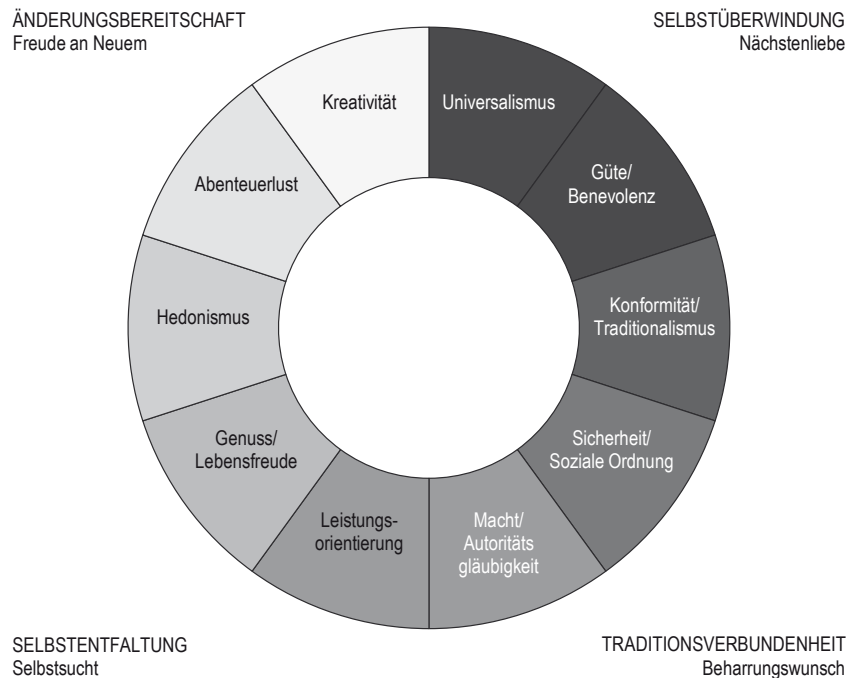 ÄNDERUNGSBEREITSCHAFT
Freude an Neuem
SELBSTÜBERWINDUNG
Nächstenliebe
Kreativität
Universalismus
Abenteuerlust
Güte/
Benevolenz
Hedonismus
Konformität/
Traditionalismus
Genuss/
Lebensfreude
Sicherheit/
Soziale Ordnung
Leistungs-
orientierung
Macht/
Autoritäts
gläubigkeit
SELBSTENTFALTUNG
Selbstsucht
TRADITIONSVERBUNDENHEIT
Beharrungswunsch